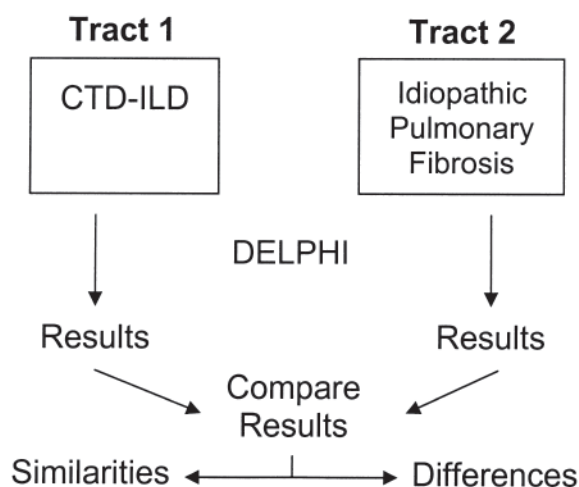 Tract 1
Tract 2
CTD-ILD
Idiopathic
Pulmonary
Fibrosis
DELPHI
Results
Results
Compare
Results
Similarities
Differences